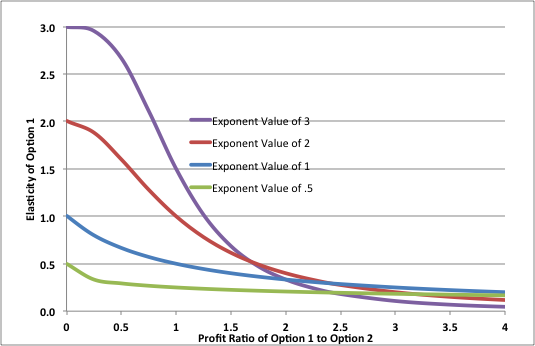 3.0
2.5
2.0
1.5
1.0
0.5
0.0
Elasticity of Option 1
Exponent Value of 3
Exponent Value of 2
Exponent Value of 1
Exponent Value of .5
0 0.5 1 1.5 2 2.5 3 3.5 4
Profit Ratio of Option 1 to Option 2